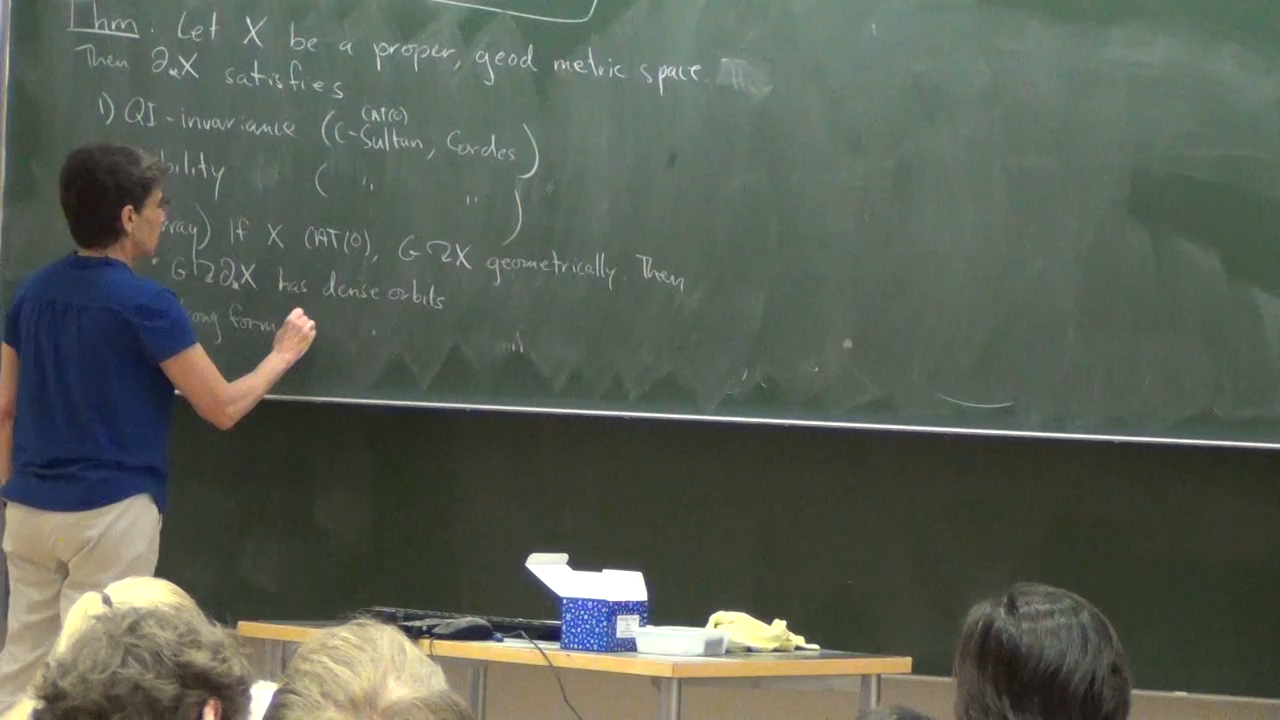 Thm: Let X be a proper, geod metric space.
Then ∂*X satisfies
1) QI-invariance (C-Sultan, Cordes)
CAT(0)
bility ( " " )
rray) If X CAT(0), G ↷ X geometrically. Then
• G ↷ ∂*X has dense orbits
ong form